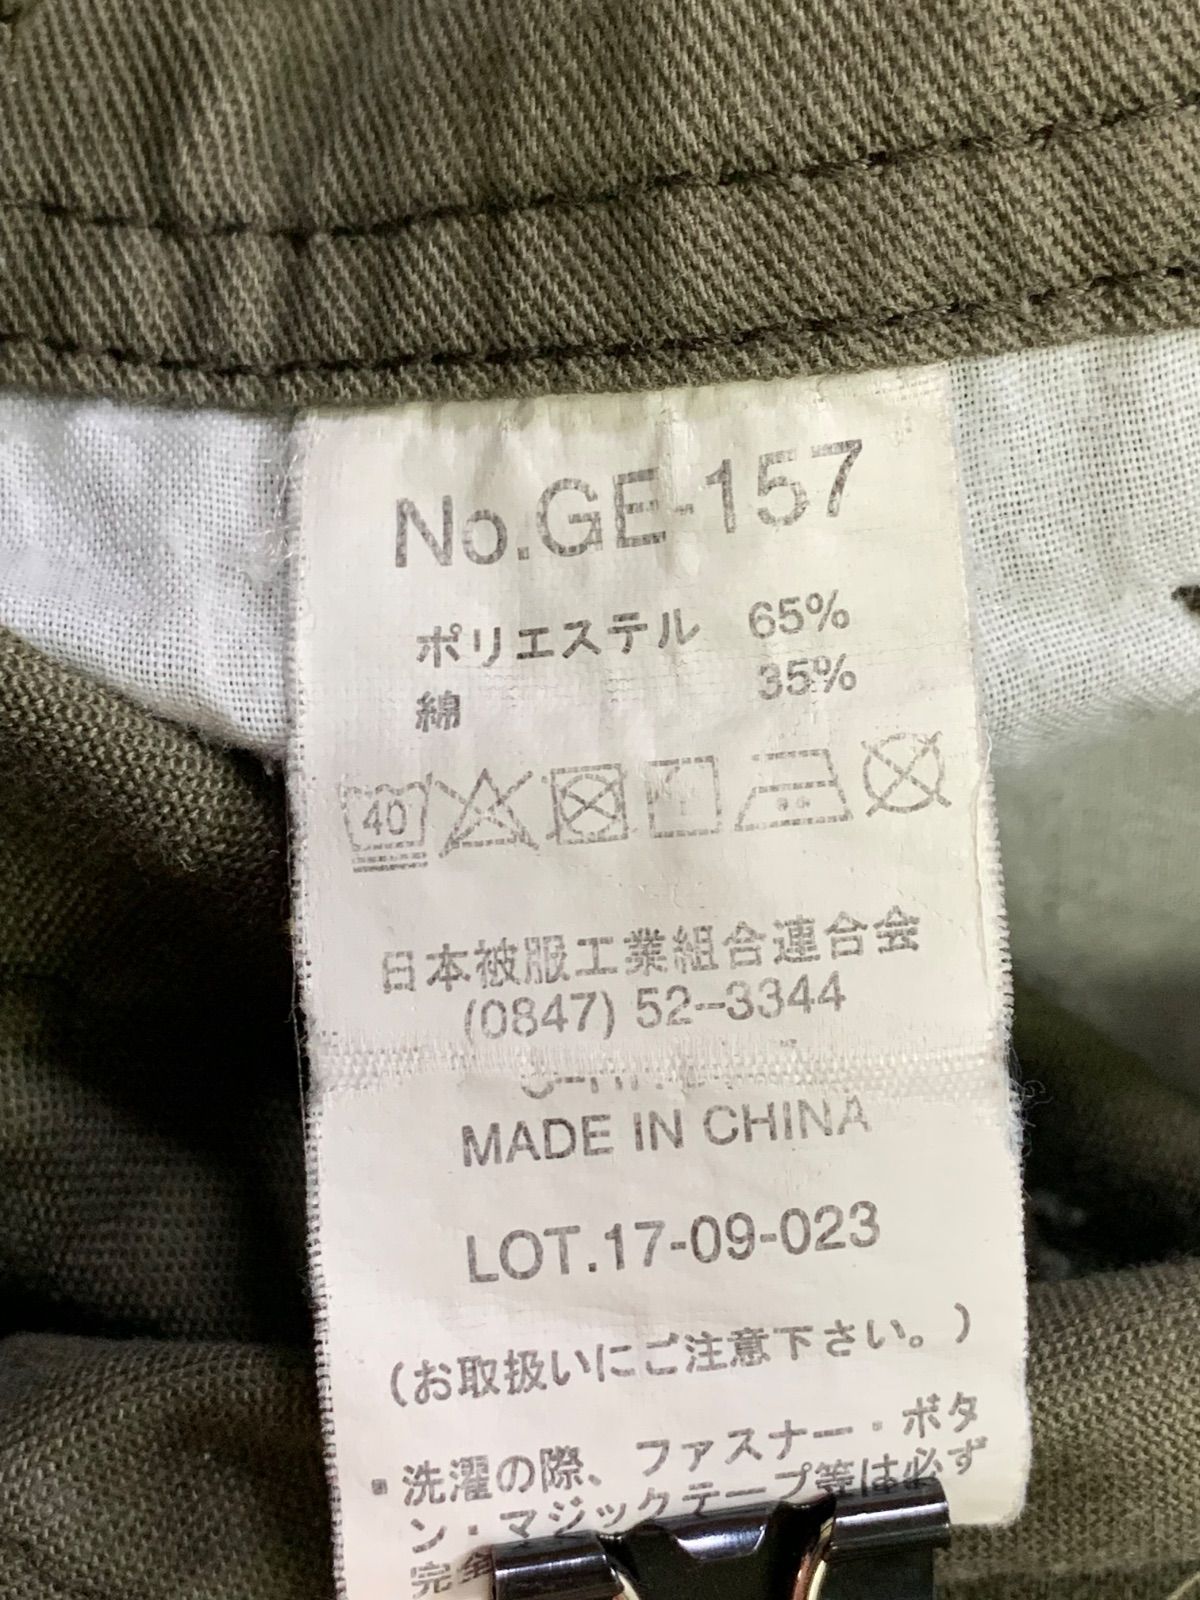 No.GE-157
ポリエステル 65%
綿 35%
40
日本被服工業組合連合会
(0847) 52-3344
MADE IN CHINA
LOT.17-09-023
(お取扱いにご注意下さい。)
・洗濯の際、ファスナー・ボタ
ン・マジックテープ等は必ず
完全